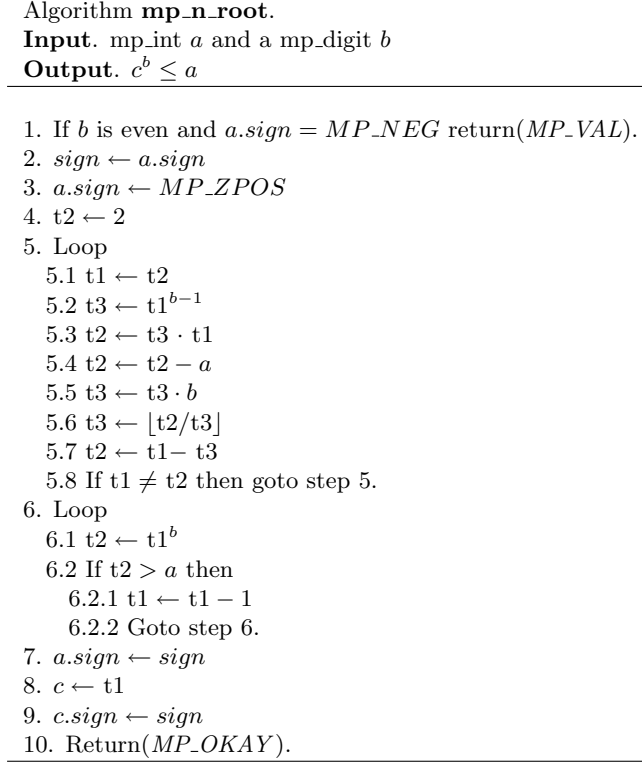 Algorithm mp_n_root.
Input. mp_int a and a mp_digit b
Output. c^b ≤ a
1. If b is even and a.sign = MP_NEG return(MP_VAL).
2. sign ← a.sign
3. a.sign ← MP_ZPOS
4. t2 ← 2
5. Loop
5.1 t1 ← t2
5.2 t3 ← t1^{b−1}
5.3 t2 ← t3 · t1
5.4 t2 ← t2 − a
5.5 t3 ← t3 · b
5.6 t3 ← ⌊t2/t3⌋
5.7 t2 ← t1− t3
5.8 If t1 ≠ t2 then goto step 5.
6. Loop
6.1 t2 ← t1^b
6.2 If t2 > a then
6.2.1 t1 ← t1 − 1
6.2.2 Goto step 6.
7. a.sign ← sign
8. c ← t1
9. c.sign ← sign
10. Return(MP_OKAY).